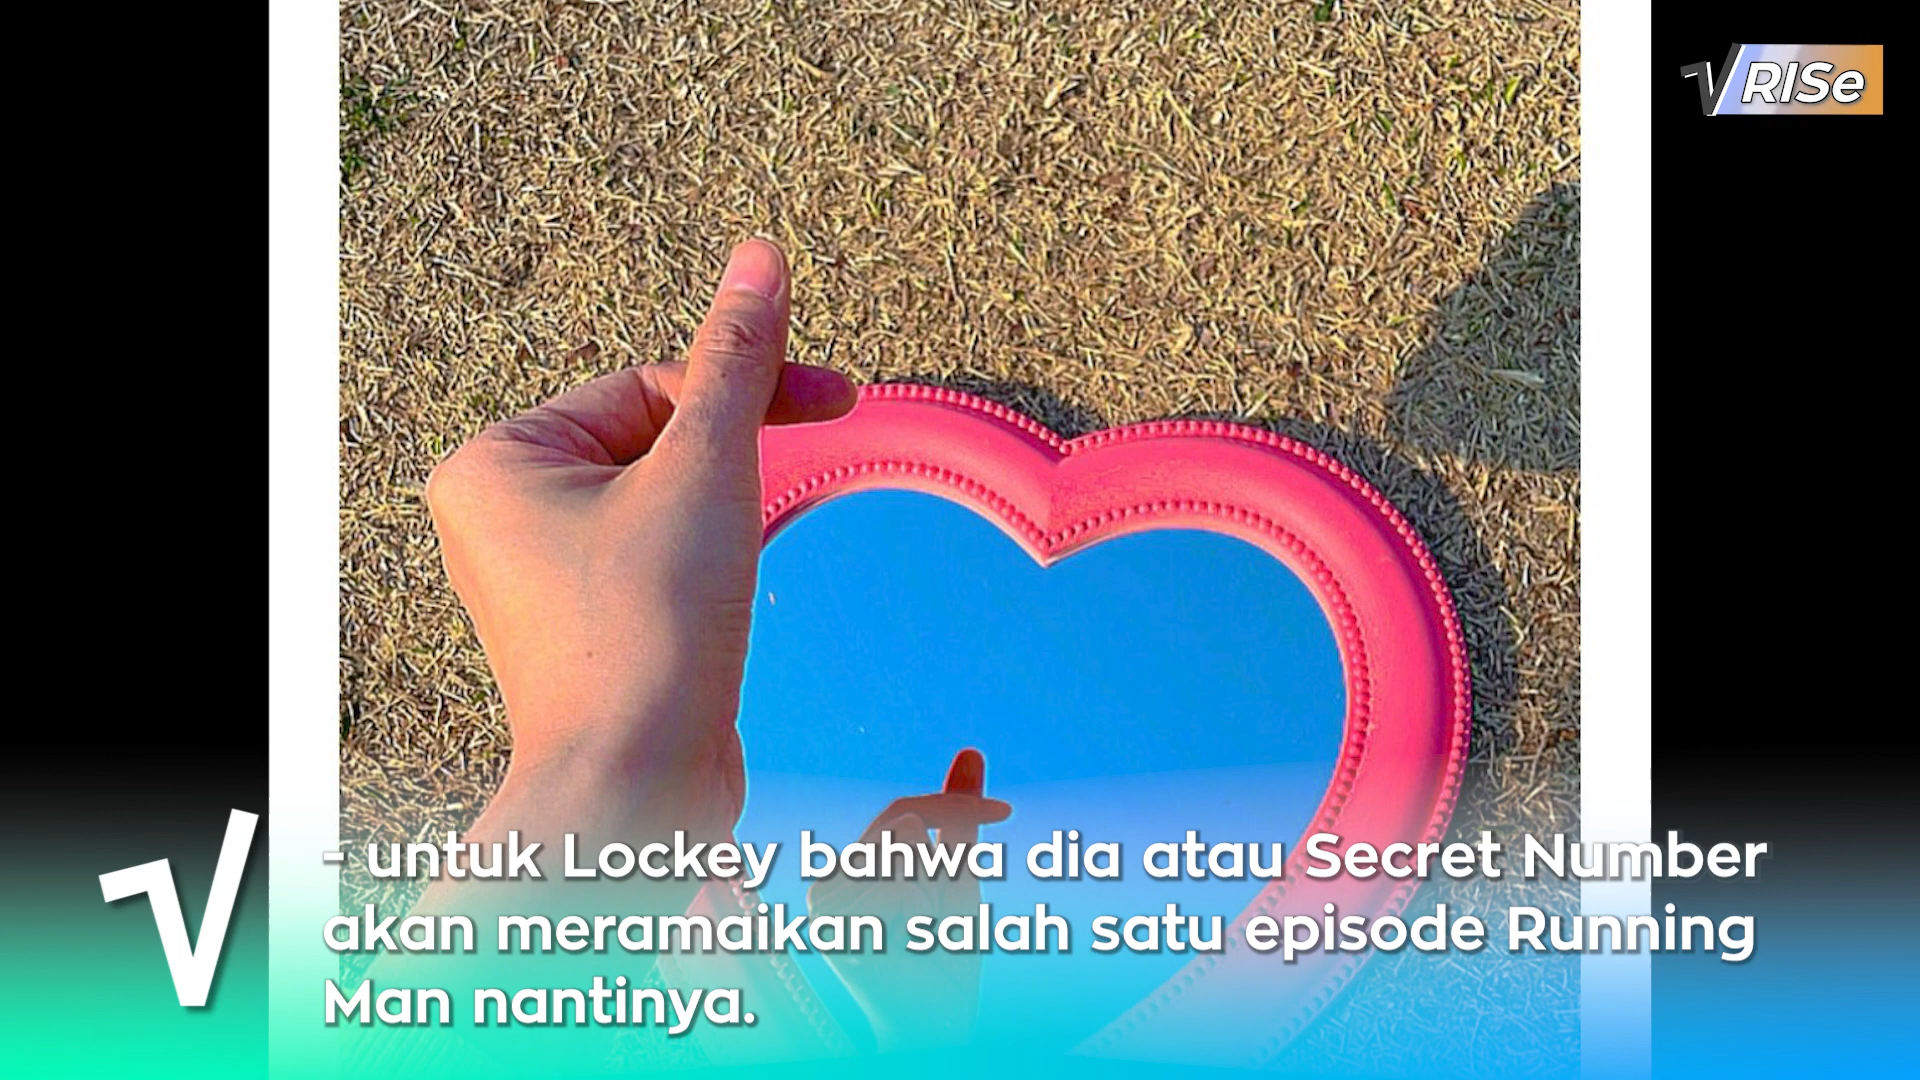 RISe
- untuk Lockey bahwa dia atau Secret Number
akan meramaikan salah satu episode Running
Man nantinya.